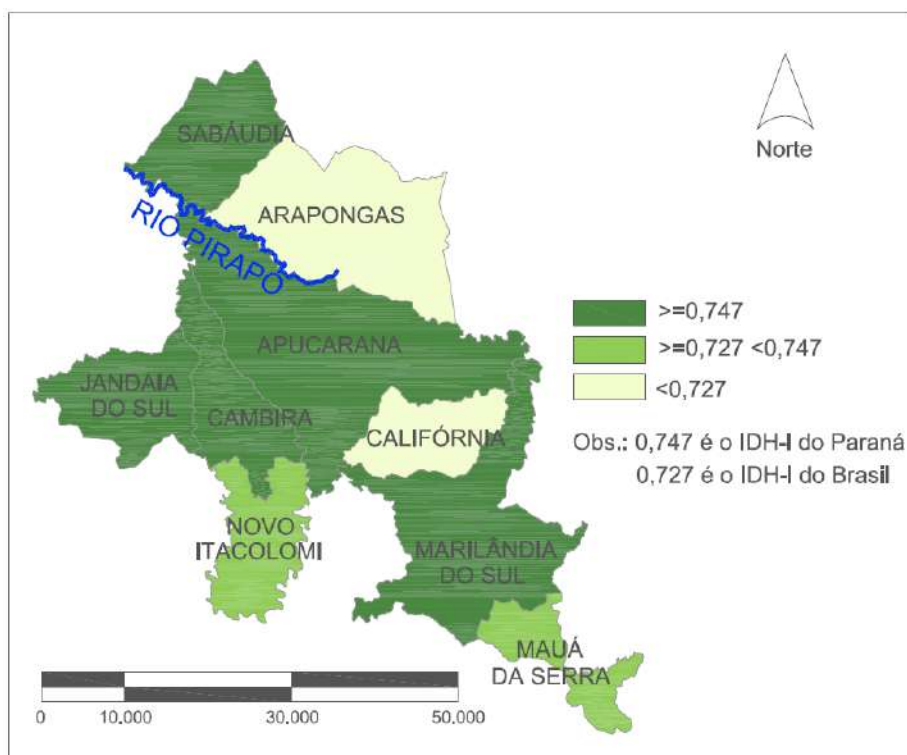 SABÁUDIA
Norte
ARAPONGAS
RIO PIRAPÓ
>=0,747
APUCARANA
>=0,727 <0,747
JANDAIA
DO SUL
CAMBIRA
<0,727
CALIFÓRNIA
Obs.: 0,747 é o IDH-I do Paraná
0,727 é o IDH-I do Brasil
NOVO
ITACOLOMI
MARILÂNDIA
DO SUL
MAUÁ
DA SERRA
0 10.000 30.000 50.000